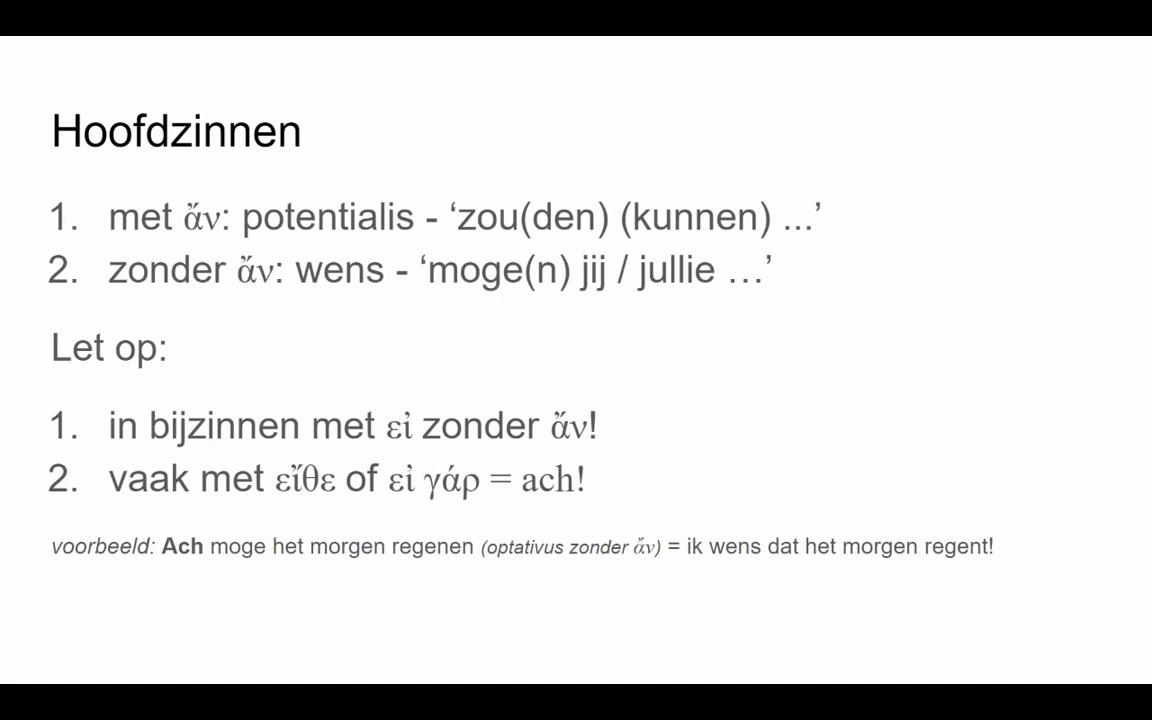 Hoofdzinnen
1. met ἄν: potentialis - ‘zou(den) (kunnen) ...’
2. zonder ἄν: wens - ‘moge(n) jij / jullie …’
Let op:
1. in bijzinnen met εἰ zonder ἄν!
2. vaak met εἴθε of εἰ γάρ = ach!
voorbeeld: Ach moge het morgen regenen (optativus zonder ἄν) = ik wens dat het morgen regent!